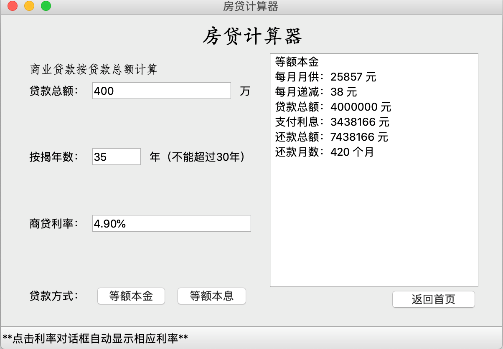 房贷计算器
房贷计算器
商业贷款按贷款总额计算
贷款总额: 400 万
按揭年数: 35 年（不能超过30年）
商贷利率: 4.90%
贷款方式: 等额本金 等额本息
等额本金
每月月供: 25857 元
每月递减: 38 元
贷款总额: 4000000 元
支付利息: 3438166 元
还款总额: 7438166 元
还款月数: 420 个月
返回首页
**点击利率对话框自动显示相应利率**